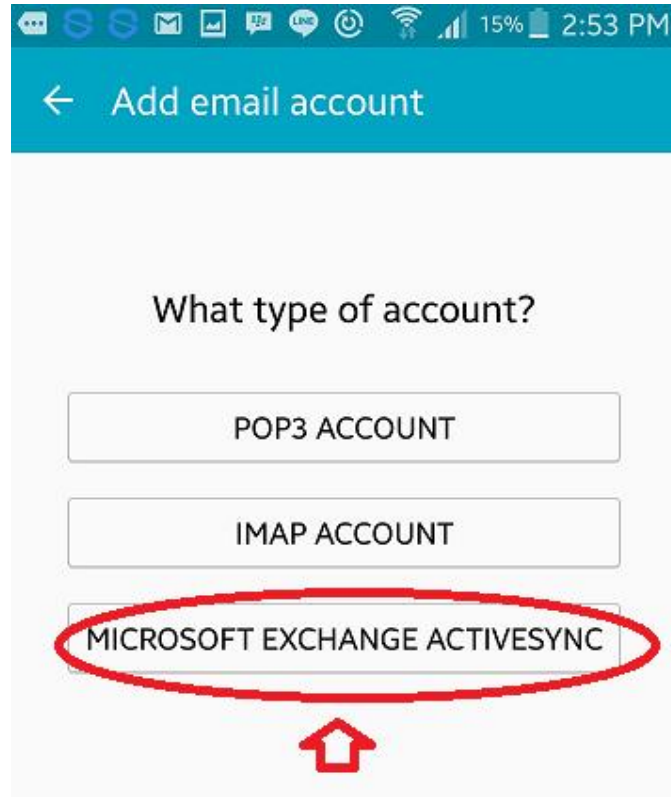 15% 2:53 PM
Add email account
What type of account?
POP3 ACCOUNT
IMAP ACCOUNT
MICROSOFT EXCHANGE ACTIVESYNC